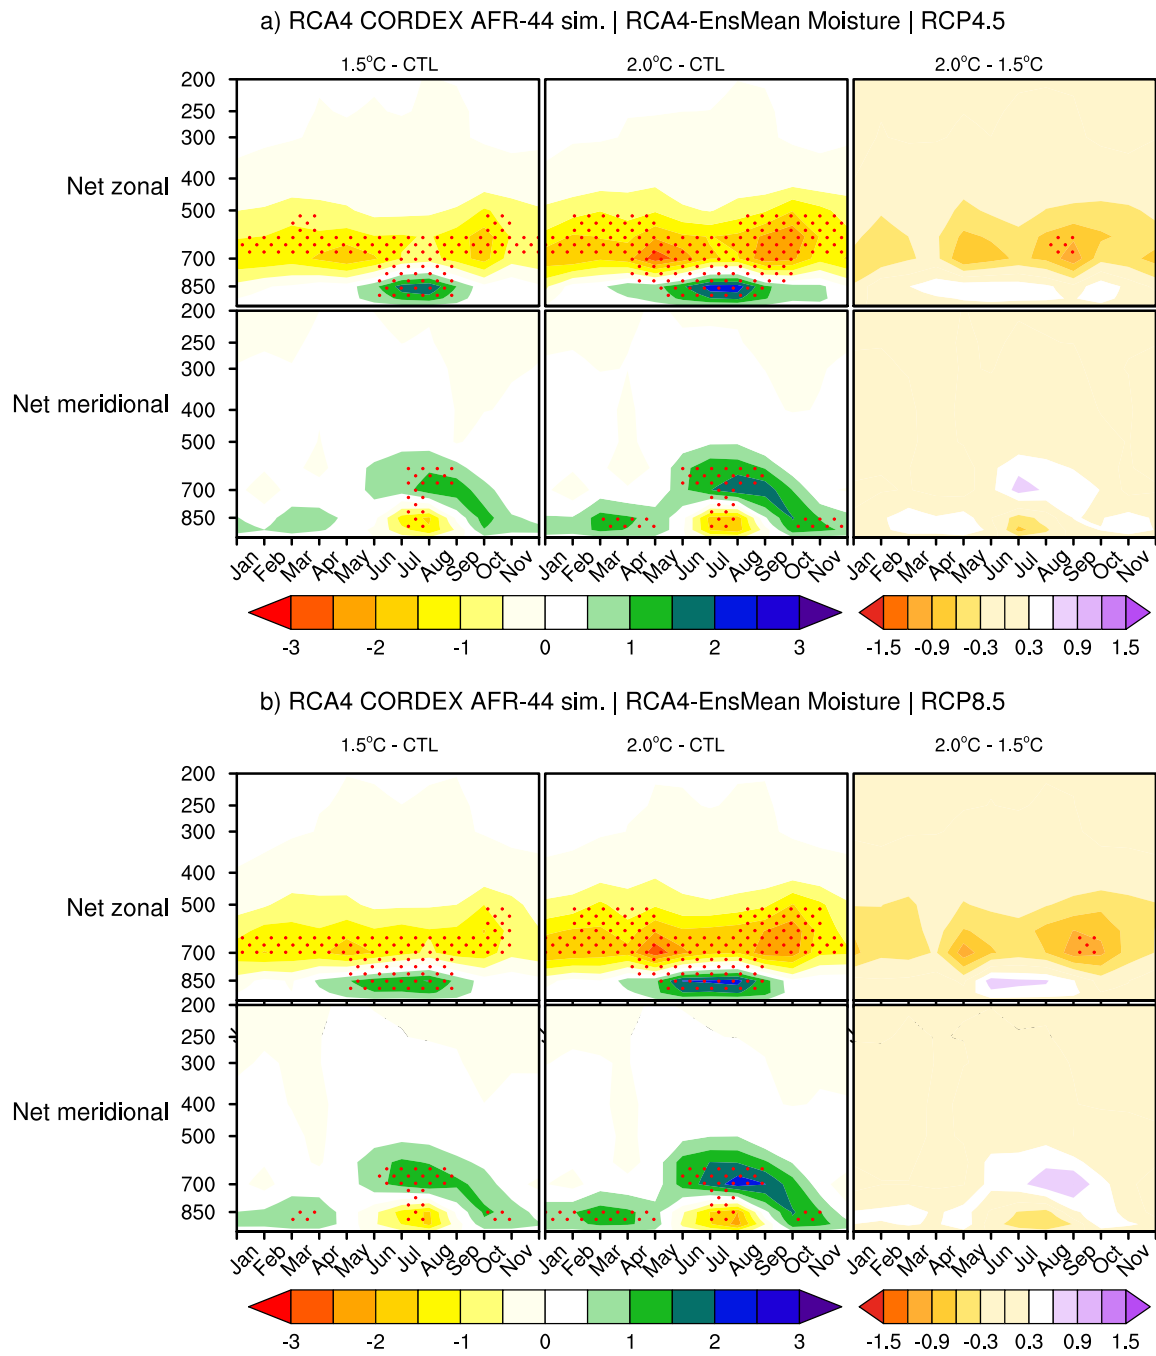 a) RCA4 CORDEX AFR-44 sim. | RCA4-EnsMean Moisture | RCP4.5
1.5°C - CTL 2.0°C - CTL 2.0°C - 1.5°C
200
250
300
400
Net zonal
500
700
850
200
250
300
400
Net meridional
500
700
850
Jan Feb Mar Apr May Jun Jul Aug Sep Oct Nov Jan Feb Mar Apr May Jun Jul Aug Sep Oct Nov Jan Feb Mar Apr May Jun Jul Aug Sep Oct Nov
-3 -2 -1 0 1 2 3 -1.5 -0.9 -0.3 0.3 0.9 1.5
b) RCA4 CORDEX AFR-44 sim. | RCA4-EnsMean Moisture | RCP8.5
1.5°C - CTL 2.0°C - CTL 2.0°C - 1.5°C
200
250
300
400
Net zonal
500
700
850
200
250
300
400
Net meridional
500
700
850
Jan Feb Mar Apr May Jun Jul Aug Sep Oct Nov Jan Feb Mar Apr May Jun Jul Aug Sep Oct Nov Jan Feb Mar Apr May Jun Jul Aug Sep Oct Nov
-3 -2 -1 0 1 2 3 -1.5 -0.9 -0.3 0.3 0.9 1.5